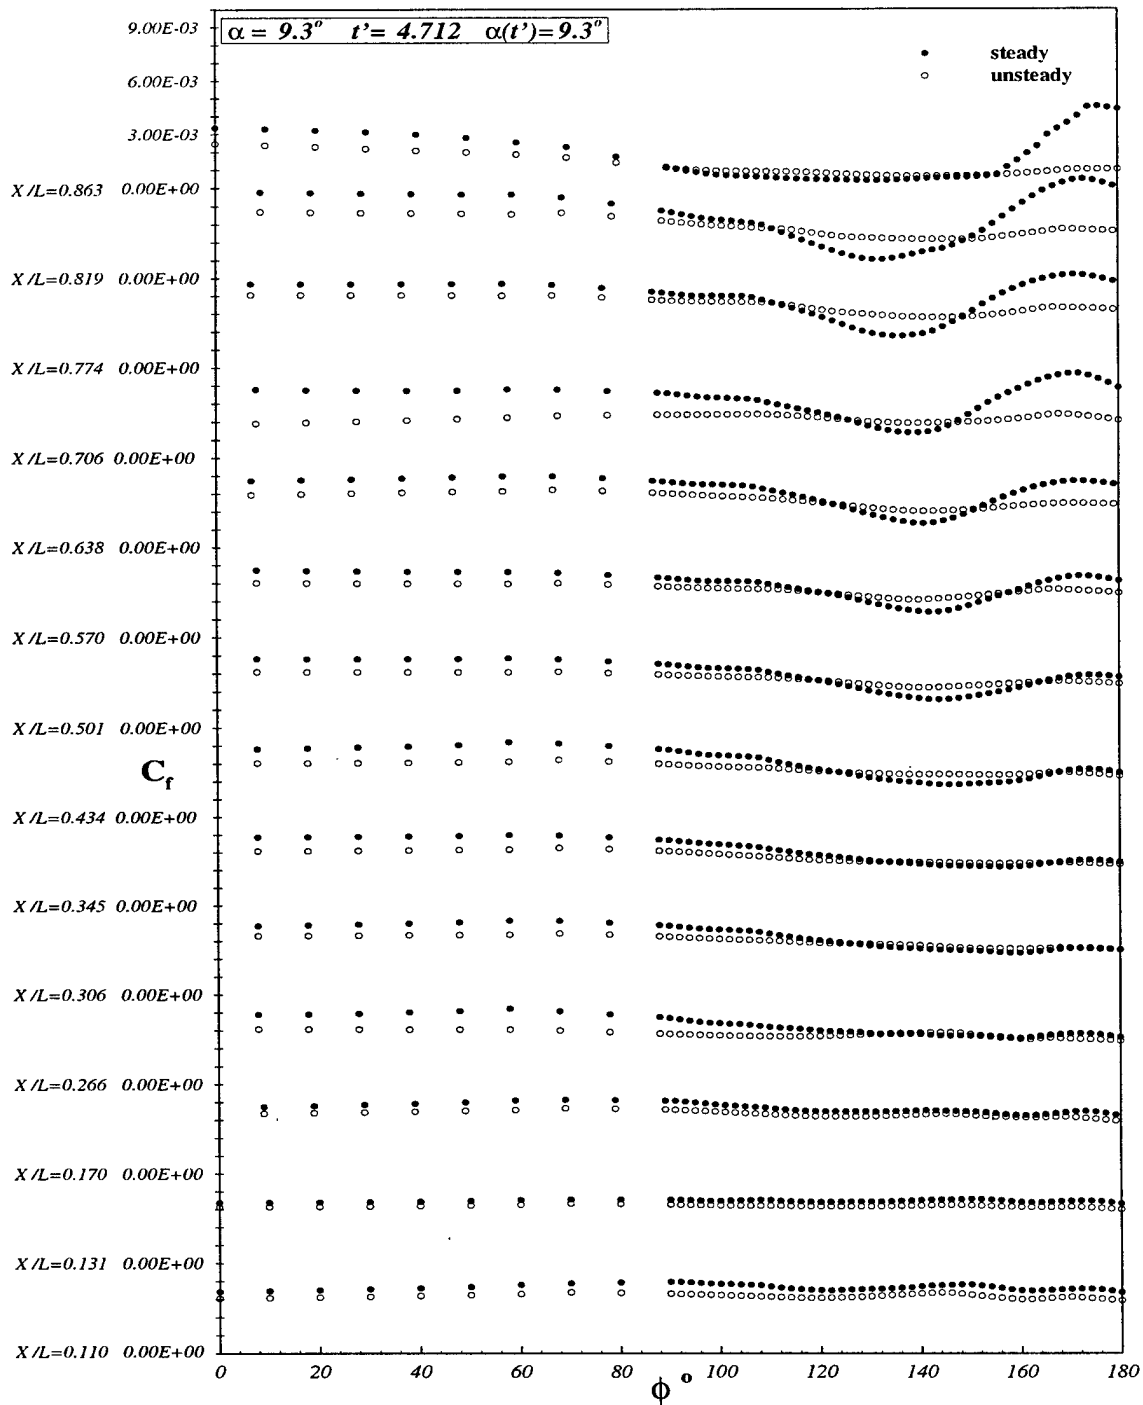 9.00E-03
α = 9.3° t'= 4.712 α(t')=9.3°
steady
6.00E-03
unsteady
3.00E-03
X/L=0.863 0.00E+00
X/L=0.819 0.00E+00
X/L=0.774 0.00E+00
X/L=0.706 0.00E+00
X/L=0.638 0.00E+00
X/L=0.570 0.00E+00
X/L=0.501 0.00E+00
C_f
X/L=0.434 0.00E+00
X/L=0.345 0.00E+00
X/L=0.306 0.00E+00
X/L=0.266 0.00E+00
X/L=0.170 0.00E+00
X/L=0.131 0.00E+00
X/L=0.110 0.00E+00
0 20 40 60 80 100 120 140 160 180
ϕ °